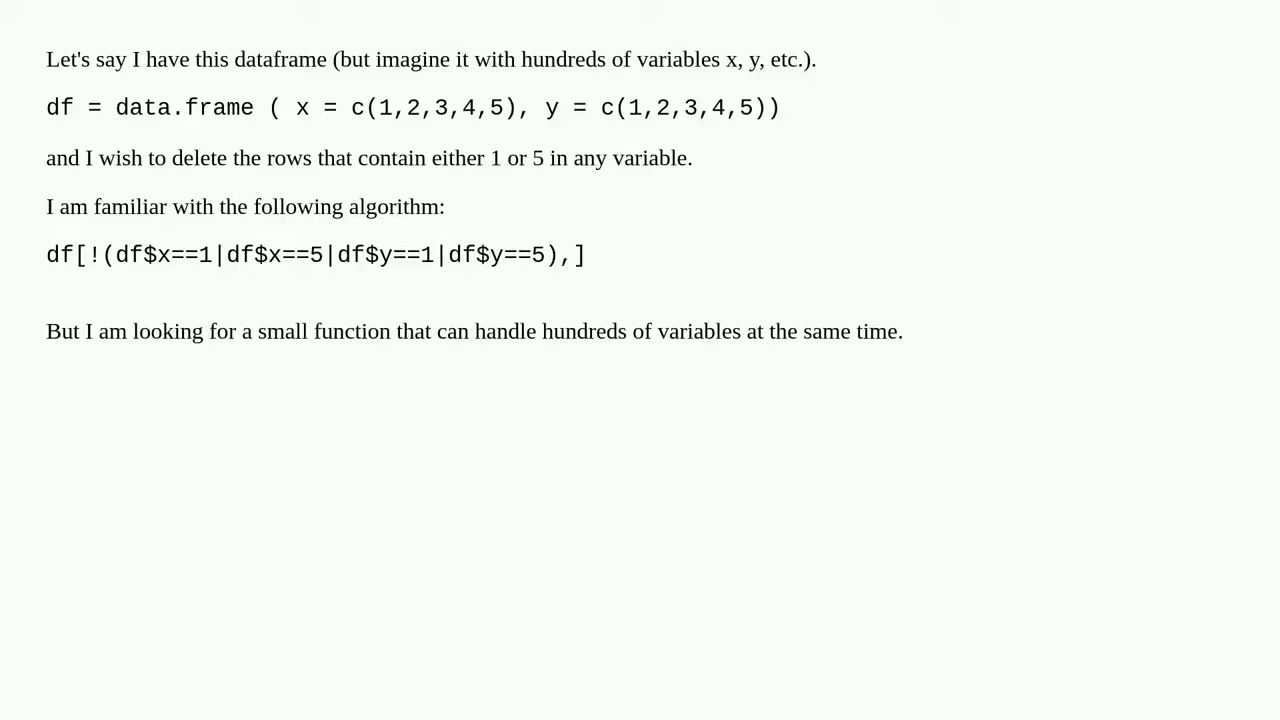 Let's say I have this dataframe (but imagine it with hundreds of variables x, y, etc.).
df = data.frame ( x = c(1,2,3,4,5), y = c(1,2,3,4,5))
and I wish to delete the rows that contain either 1 or 5 in any variable.
I am familiar with the following algorithm:
df[!(df$x==1|df$x==5|df$y==1|df$y==5),]
But I am looking for a small function that can handle hundreds of variables at the same time.